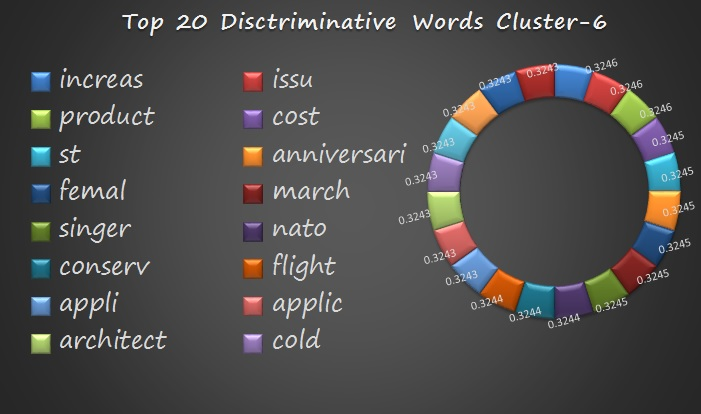 Top 20 Disctriminative Words Cluster-6
increas issu
product cost
st anniversari
femal march
singer nato
conserv flight
appli applic
architect cold
0.3246
0.3246
0.3246
0.3245
0.3245
0.3245
0.3245
0.3245
0.3245
0.3244
0.3244
0.3244
0.3243
0.3243
0.3243
0.3243
0.3243
0.3243
0.3243
0.3243